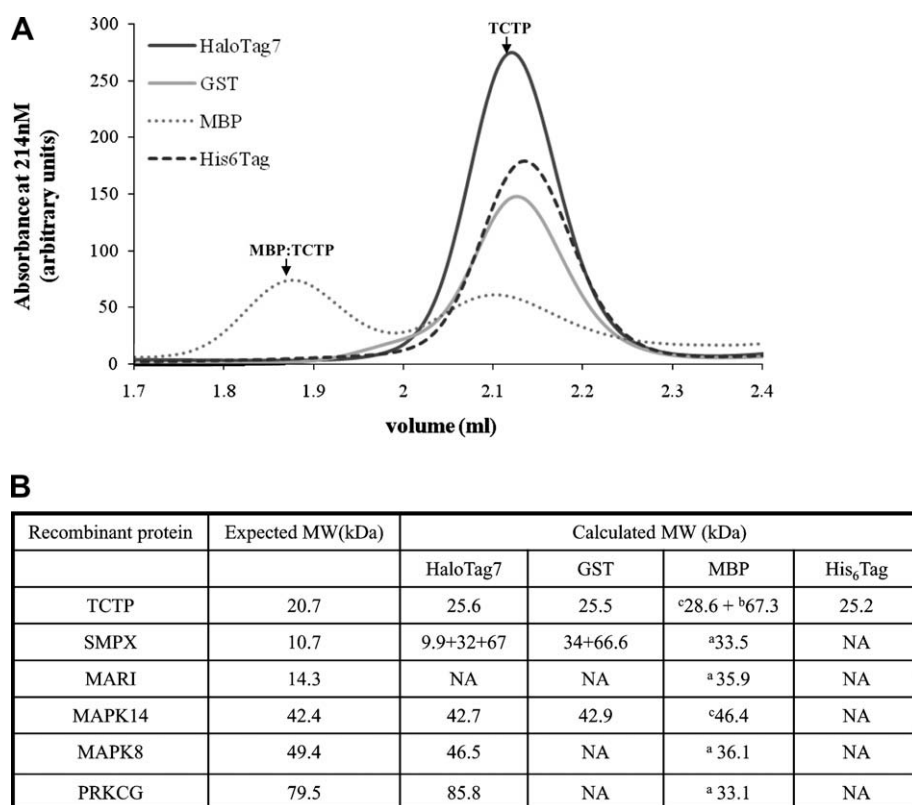 A
HaloTag7
GST
MBP
His6Tag
TCTP
MBP:TCTP
Absorbance at 214nM
(arbitrary units)
300
250
200
150
100
50
0
1.7 1.8 1.9 2 2.1 2.2 2.3 2.4
volume (ml)
B
Recombinant protein Expected MW(kDa) Calculated MW (kDa)
HaloTag7 GST MBP His₆Tag
TCTP 20.7 25.6 25.5 ᶜ28.6 + ᵇ67.3 25.2
SMPX 10.7 9.9+32+67 34+66.6 ᵃ33.5 NA
MARI 14.3 NA NA ᵃ 35.9 NA
MAPK14 42.4 42.7 42.9 ᶜ46.4 NA
MAPK8 49.4 46.5 NA ᵃ 36.1 NA
PRKCG 79.5 85.8 NA ᵃ 33.1 NA